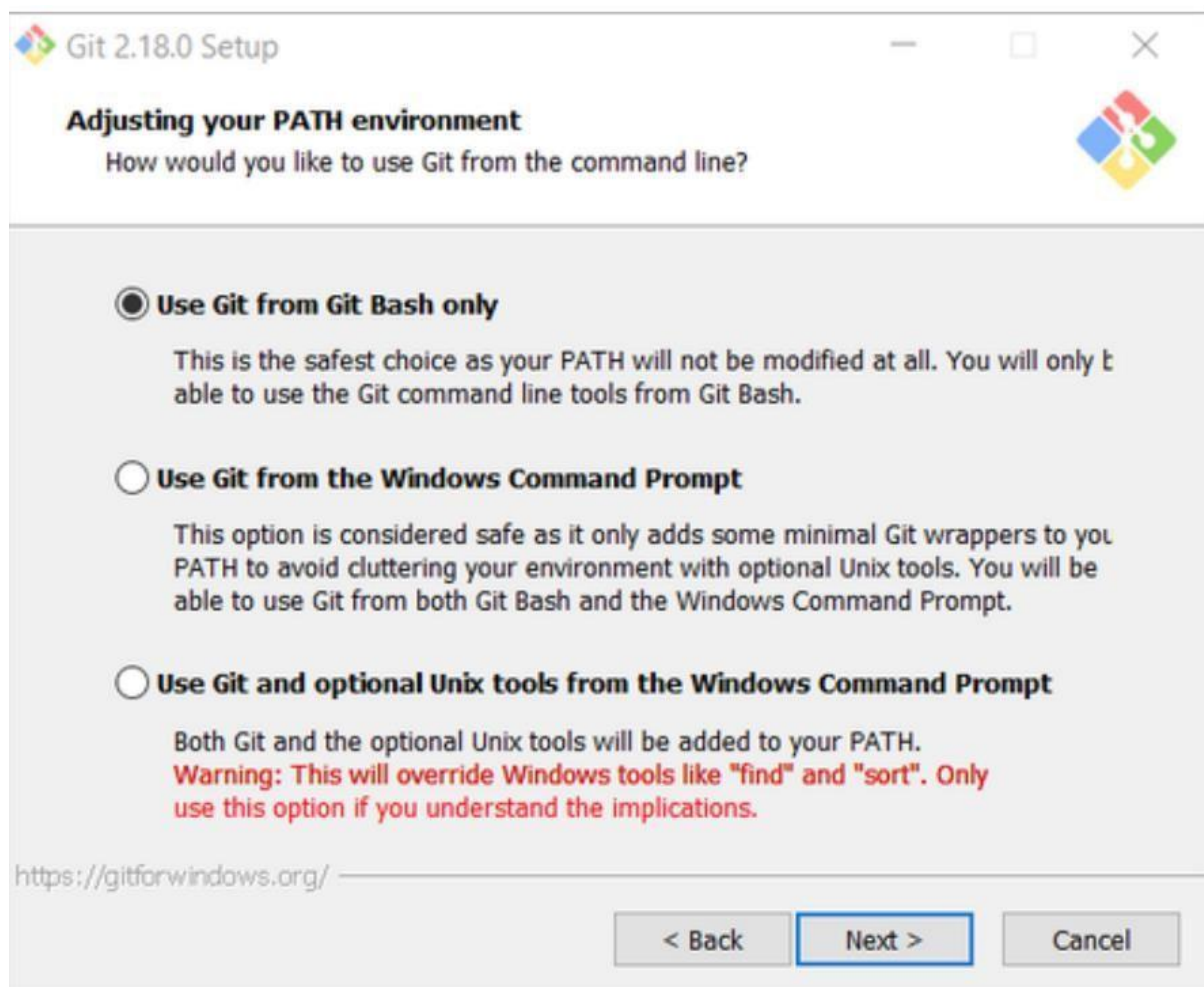 Git 2.18.0 Setup
Adjusting your PATH environment
How would you like to use Git from the command line?
Use Git from Git Bash only
This is the safest choice as your PATH will not be modified at all. You will only b
able to use the Git command line tools from Git Bash.
Use Git from the Windows Command Prompt
This option is considered safe as it only adds some minimal Git wrappers to you
PATH to avoid cluttering your environment with optional Unix tools. You will be
able to use Git from both Git Bash and the Windows Command Prompt.
Use Git and optional Unix tools from the Windows Command Prompt
Both Git and the optional Unix tools will be added to your PATH.
Warning: This will override Windows tools like "find" and "sort". Only
use this option if you understand the implications.
https://gitforwindows.org/
< Back Next > Cancel